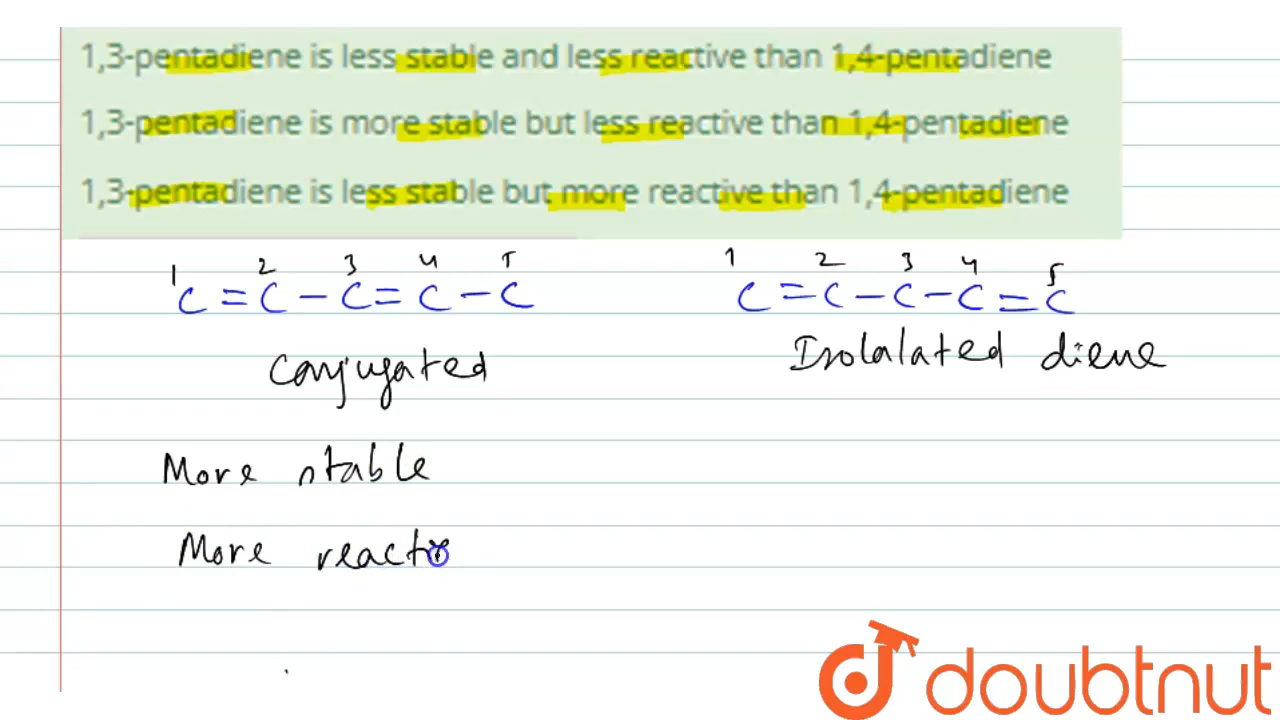 1,3-pentadiene is less stable and less reactive than 1,4-pentadiene
1,3-pentadiene is more stable but less reactive than 1,4-pentadiene
1,3-pentadiene is less stable but more reactive than 1,4-pentadiene
1 2 3 4 5
C = C - C = C - C
1 2 3 4 5
C = C - C - C = C
Conjugated
Isolalated diene
More stable
More reactiv
doubtnut